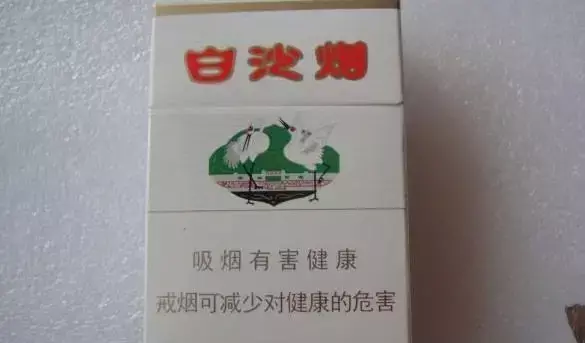 白沙烟
吸烟有害健康
戒烟可减少对健康的危害